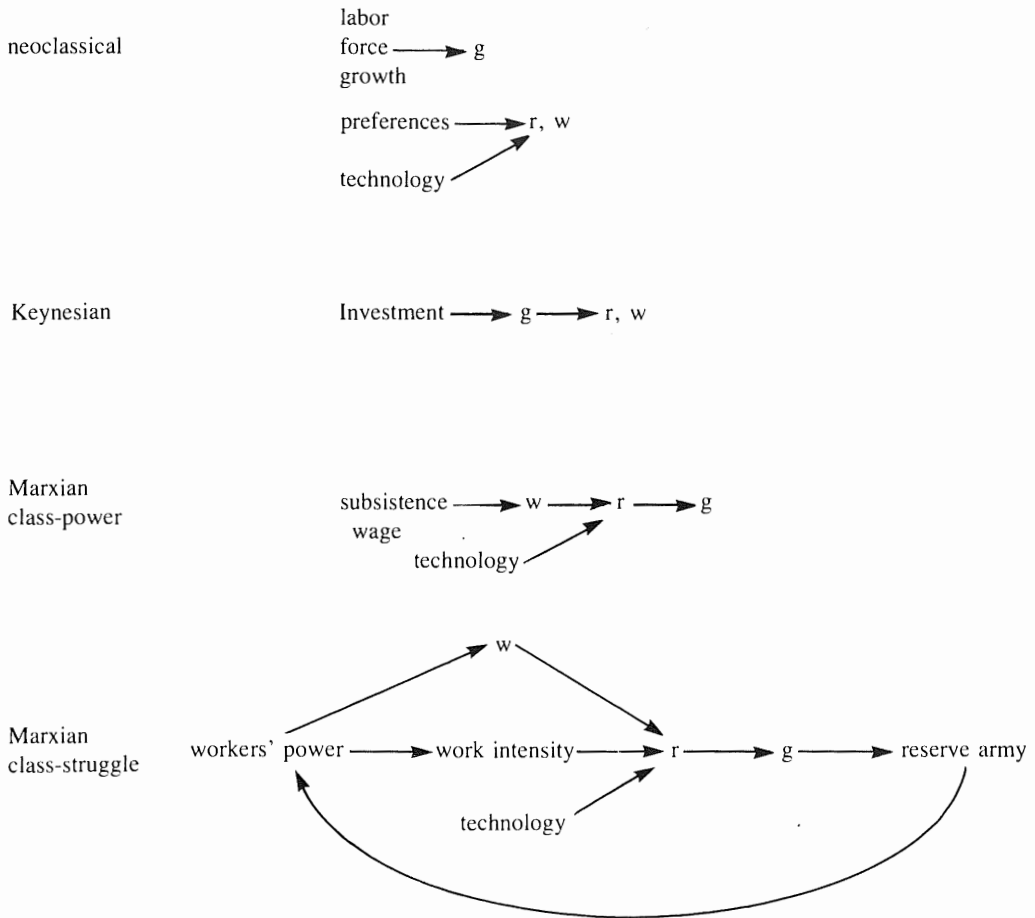 neoclassical
labor
force g
growth
preferences r, w
technology
Keynesian
Investment g r, w
Marxian
class-power
subsistence w r g
wage
technology
w
Marxian
class-struggle
workers' power work intensity r g reserve army
technology